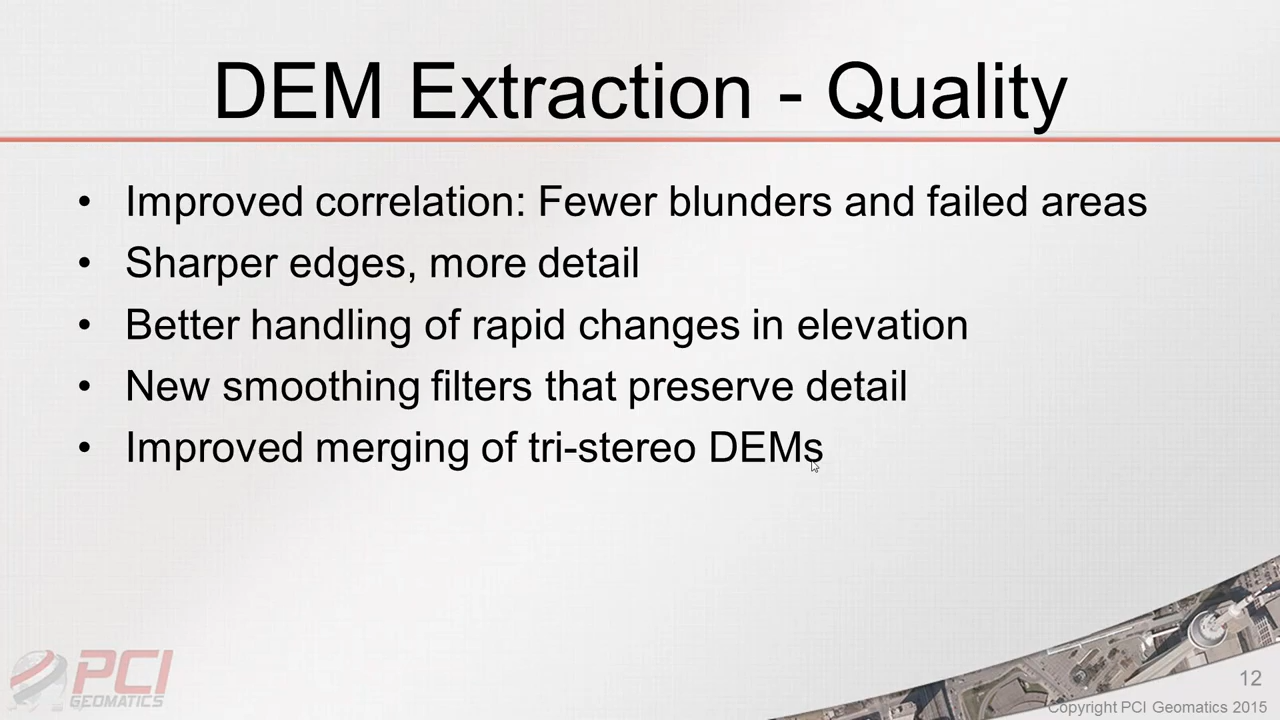 DEM Extraction - Quality
• Improved correlation: Fewer blunders and failed areas
• Sharper edges, more detail
• Better handling of rapid changes in elevation
• New smoothing filters that preserve detail
• Improved merging of tri-stereo DEMs
PCI
GEOMATICS
12
Copyright PCI Geomatics 2015